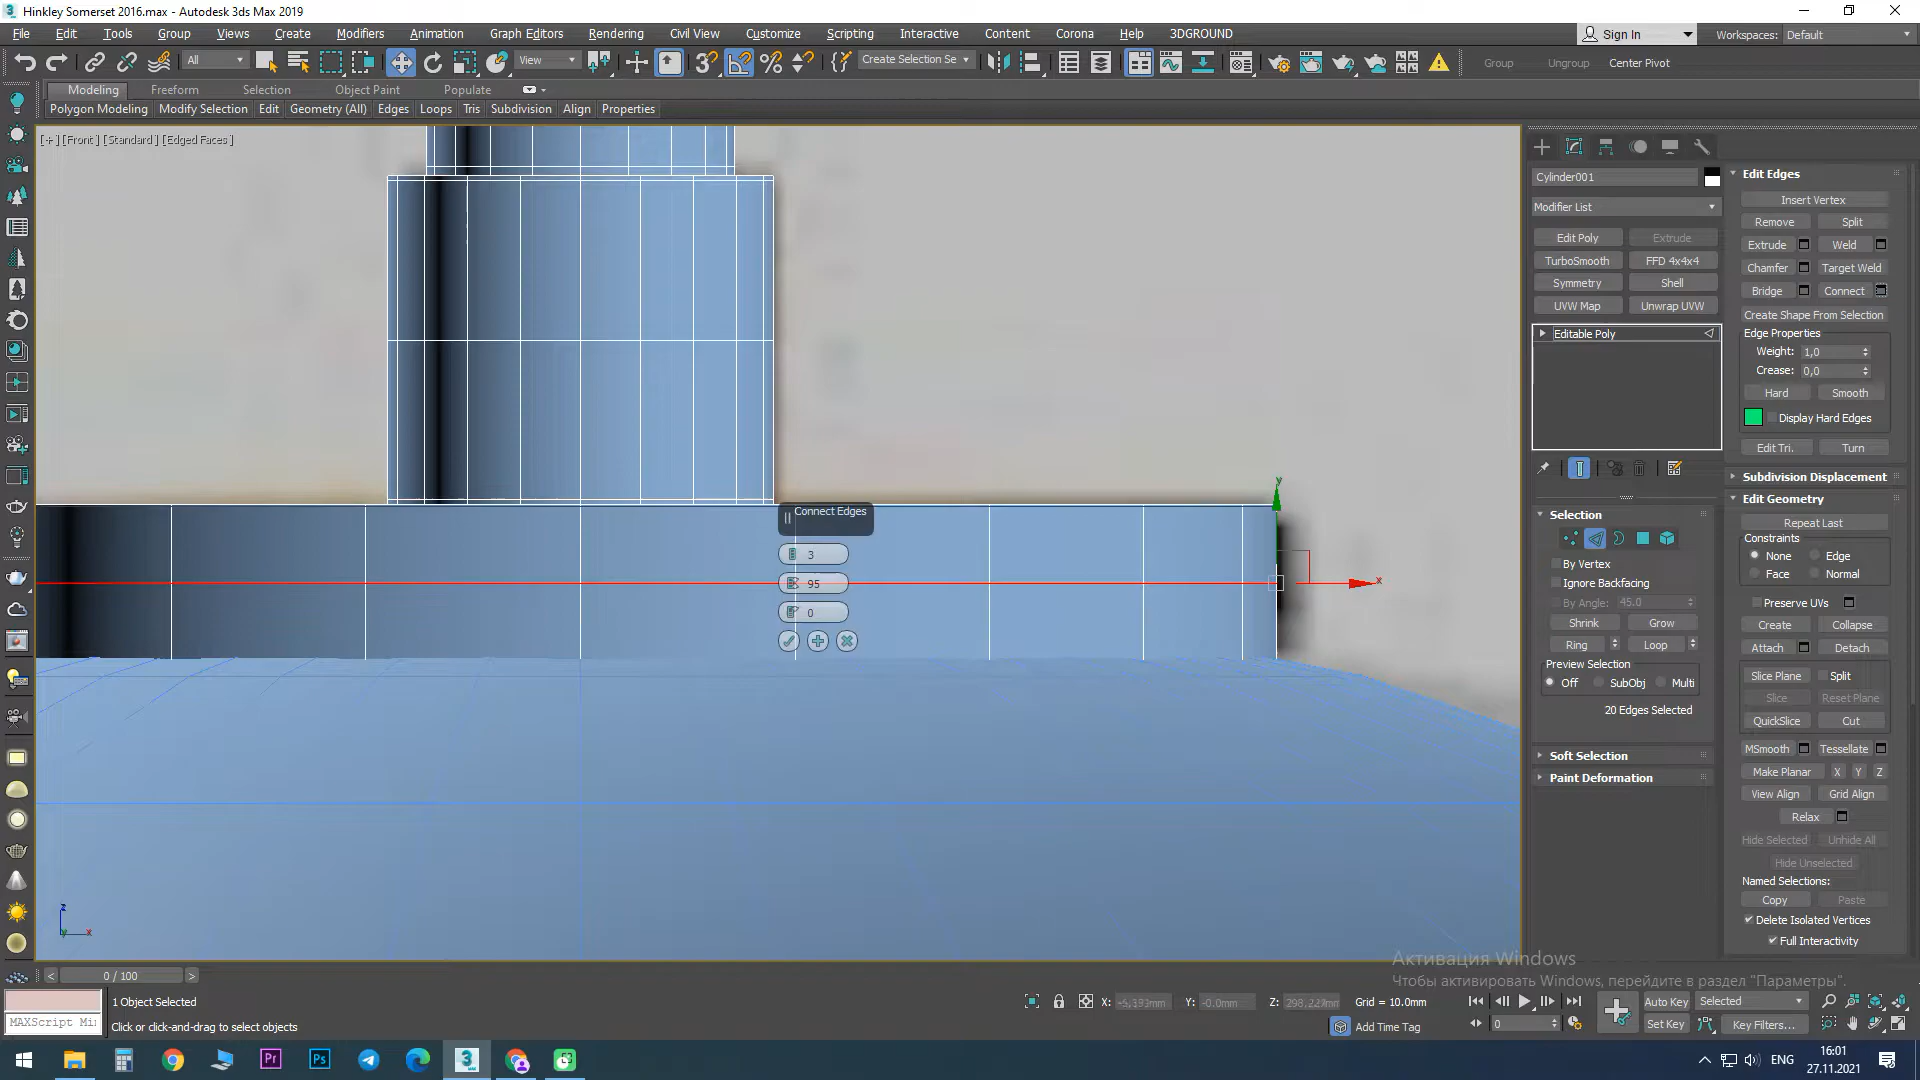 Hinkley Somerset 2016.max - Autodesk 3ds Max 2019
File Edit Tools Group Views Create Modifiers Animation Graph Editors Rendering Civil View Customize Scripting Interactive Content Corona Help 3DGROUND Sign In Workspaces: Default
All View Create Selection Se Group Ungroup Center Pivot
Modeling Freeform Selection Object Paint Populate
Polygon Modeling Modify Selection Edit Geometry (All) Edges Loops Tris Subdivision Align Properties
[+] [Front] [Standard] [Edged Faces]
Connect Edges
3
95
0
y
x
z
y
x
Cylinder001
Modifier List
Edit Poly Extrude
TurboSmooth FFD 4x4x4
Symmetry Shell
UVW Map Unwrap UVW
Editable Poly
Selection
By Vertex
Ignore Backfacing
By Angle: 45.0
Shrink Grow
Ring Loop
Preview Selection
Off SubObj Multi
20 Edges Selected
Soft Selection
Paint Deformation
Edit Edges
Insert Vertex
Remove Split
Extrude Weld
Chamfer Target Weld
Bridge Connect
Create Shape From Selection
Edge Properties
Weight: 1,0
Crease: 0,0
Hard Smooth
Display Hard Edges
Edit Tri. Turn
Subdivision Displacement
Edit Geometry
Repeat Last
Constraints
None Edge
Face Normal
Preserve UVs
Create Collapse
Attach Detach
Slice Plane Split
Slice Reset Plane
QuickSlice Cut
MSmooth Tessellate
Make Planar X Y Z
View Align Grid Align
Relax
Hide Selected Unhide All
Hide Unselected
Named Selections:
Copy Paste
Delete Isolated Vertices
Full Interactivity
Активация Windows
Чтобы активировать Windows, перейдите в раздел "Параметры".
< 0 / 100 >
1 Object Selected
MAXScript Mi
Click or click-and-drag to select objects
X: -5,393mm Y: -0.0mm Z: Grid = 10.0mm
Add Time Tag
0
Auto Key Selected
Set Key Key Filters...
Pr Ps 3
ENG
16:01
27.11.2021